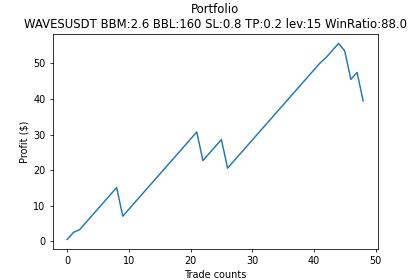 Portfolio
WAVESUSDT BBM:2.6 BBL:160 SL:0.8 TP:0.2 lev:15 WinRatio:88.0
Profit ($)
50
40
30
20
10
0
0 10 20 30 40 50
Trade counts